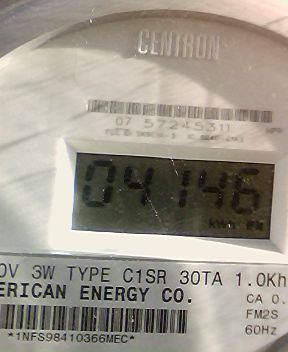 CENTRON
07 57245311
04146
0V 3W TYPE C1SR 30TA 1.0Kh
ERICAN ENERGY CO.
CA 0.
FM2S
60Hz
*1NFS98410366MEC*